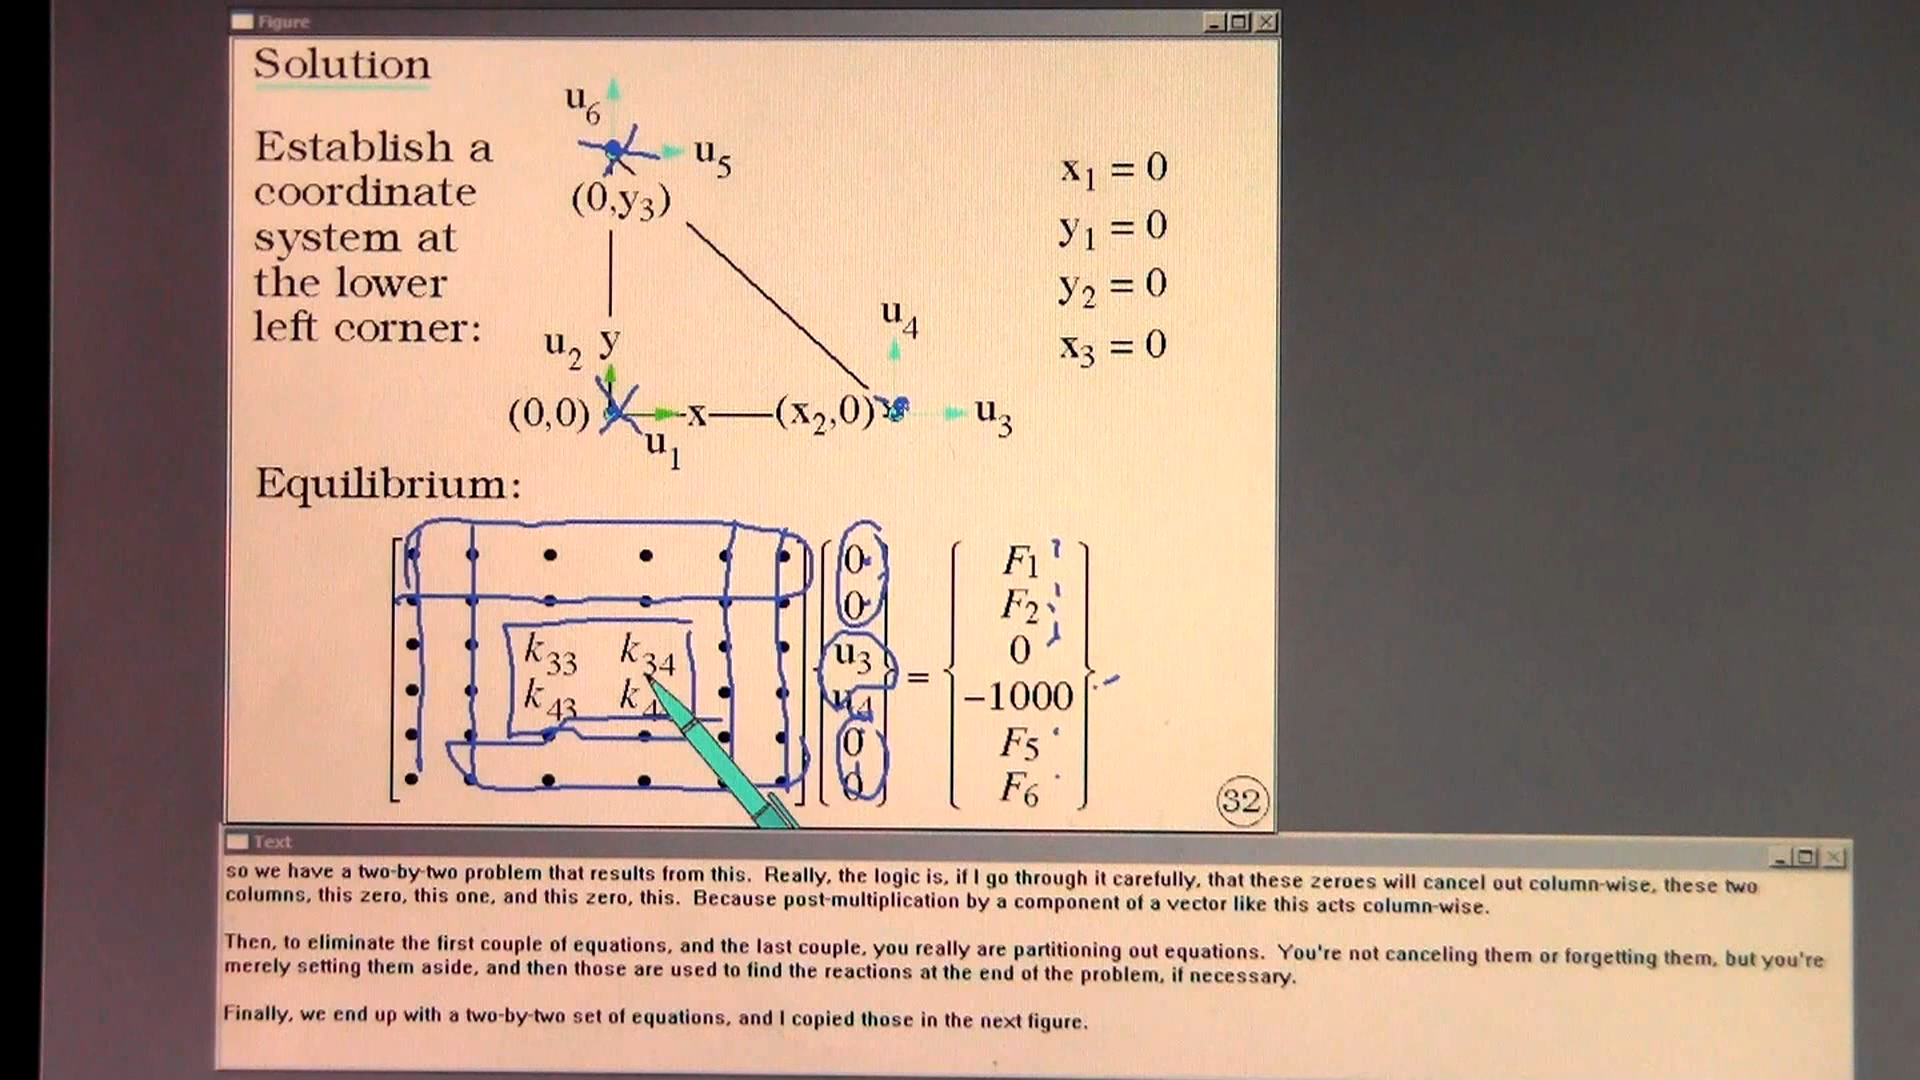 Figure
Solution
Establish a
coordinate
system at
the lower
left corner:
u6
u5
(0,y3)
u4
u2 y
(0,0)
x
(x2,0)
u3
u1
x1 = 0
y1 = 0
y2 = 0
x3 = 0
Equilibrium:
0 F1 ?
0 F2
k33 k34 u3 0
k43 k4 u4 = -1000
0 F5
0 F6
32
Text
so we have a two-by-two problem that results from this. Really, the logic is, if I go through it carefully, that these zeroes will cancel out column-wise, these two
columns, this zero, this one, and this zero, this. Because post-multiplication by a component of a vector like this acts column-wise.
Then, to eliminate the first couple of equations, and the last couple, you really are partitioning out equations. You're not canceling them or forgetting them, but you're
merely setting them aside, and then those are used to find the reactions at the end of the problem, if necessary.
Finally, we end up with a two-by-two set of equations, and I copied those in the next figure.